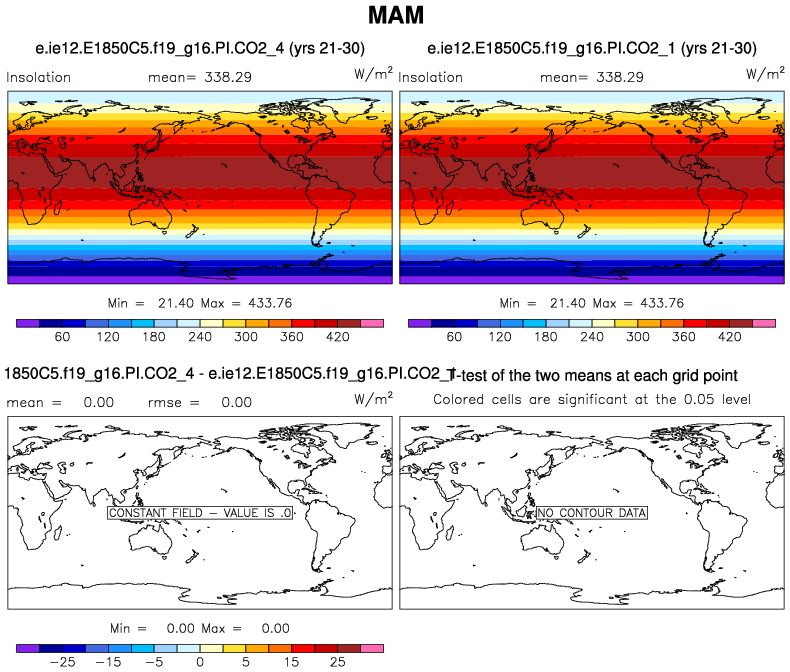 MAM
e.ie12.E1850C5.f19_g16.PI.CO2_4 (yrs 21-30)
Insolation mean= 338.29 W/m²
Min = 21.40 Max = 433.76
60 120 180 240 300 360 420
e.ie12.E1850C5.f19_g16.PI.CO2_1 (yrs 21-30)
Insolation mean= 338.29 W/m²
Min = 21.40 Max = 433.76
60 120 180 240 300 360 420
1850C5.f19_g16.PI.CO2_4 - e.ie12.E1850C5.f19_g16.PI.CO2_1
mean = 0.00 rmse = 0.00 W/m²
CONSTANT FIELD - VALUE IS .0
Min = 0.00 Max = 0.00
-25 -15 -5 0 5 15 25
T-test of the two means at each grid point
Colored cells are significant at the 0.05 level
NO CONTOUR DATA